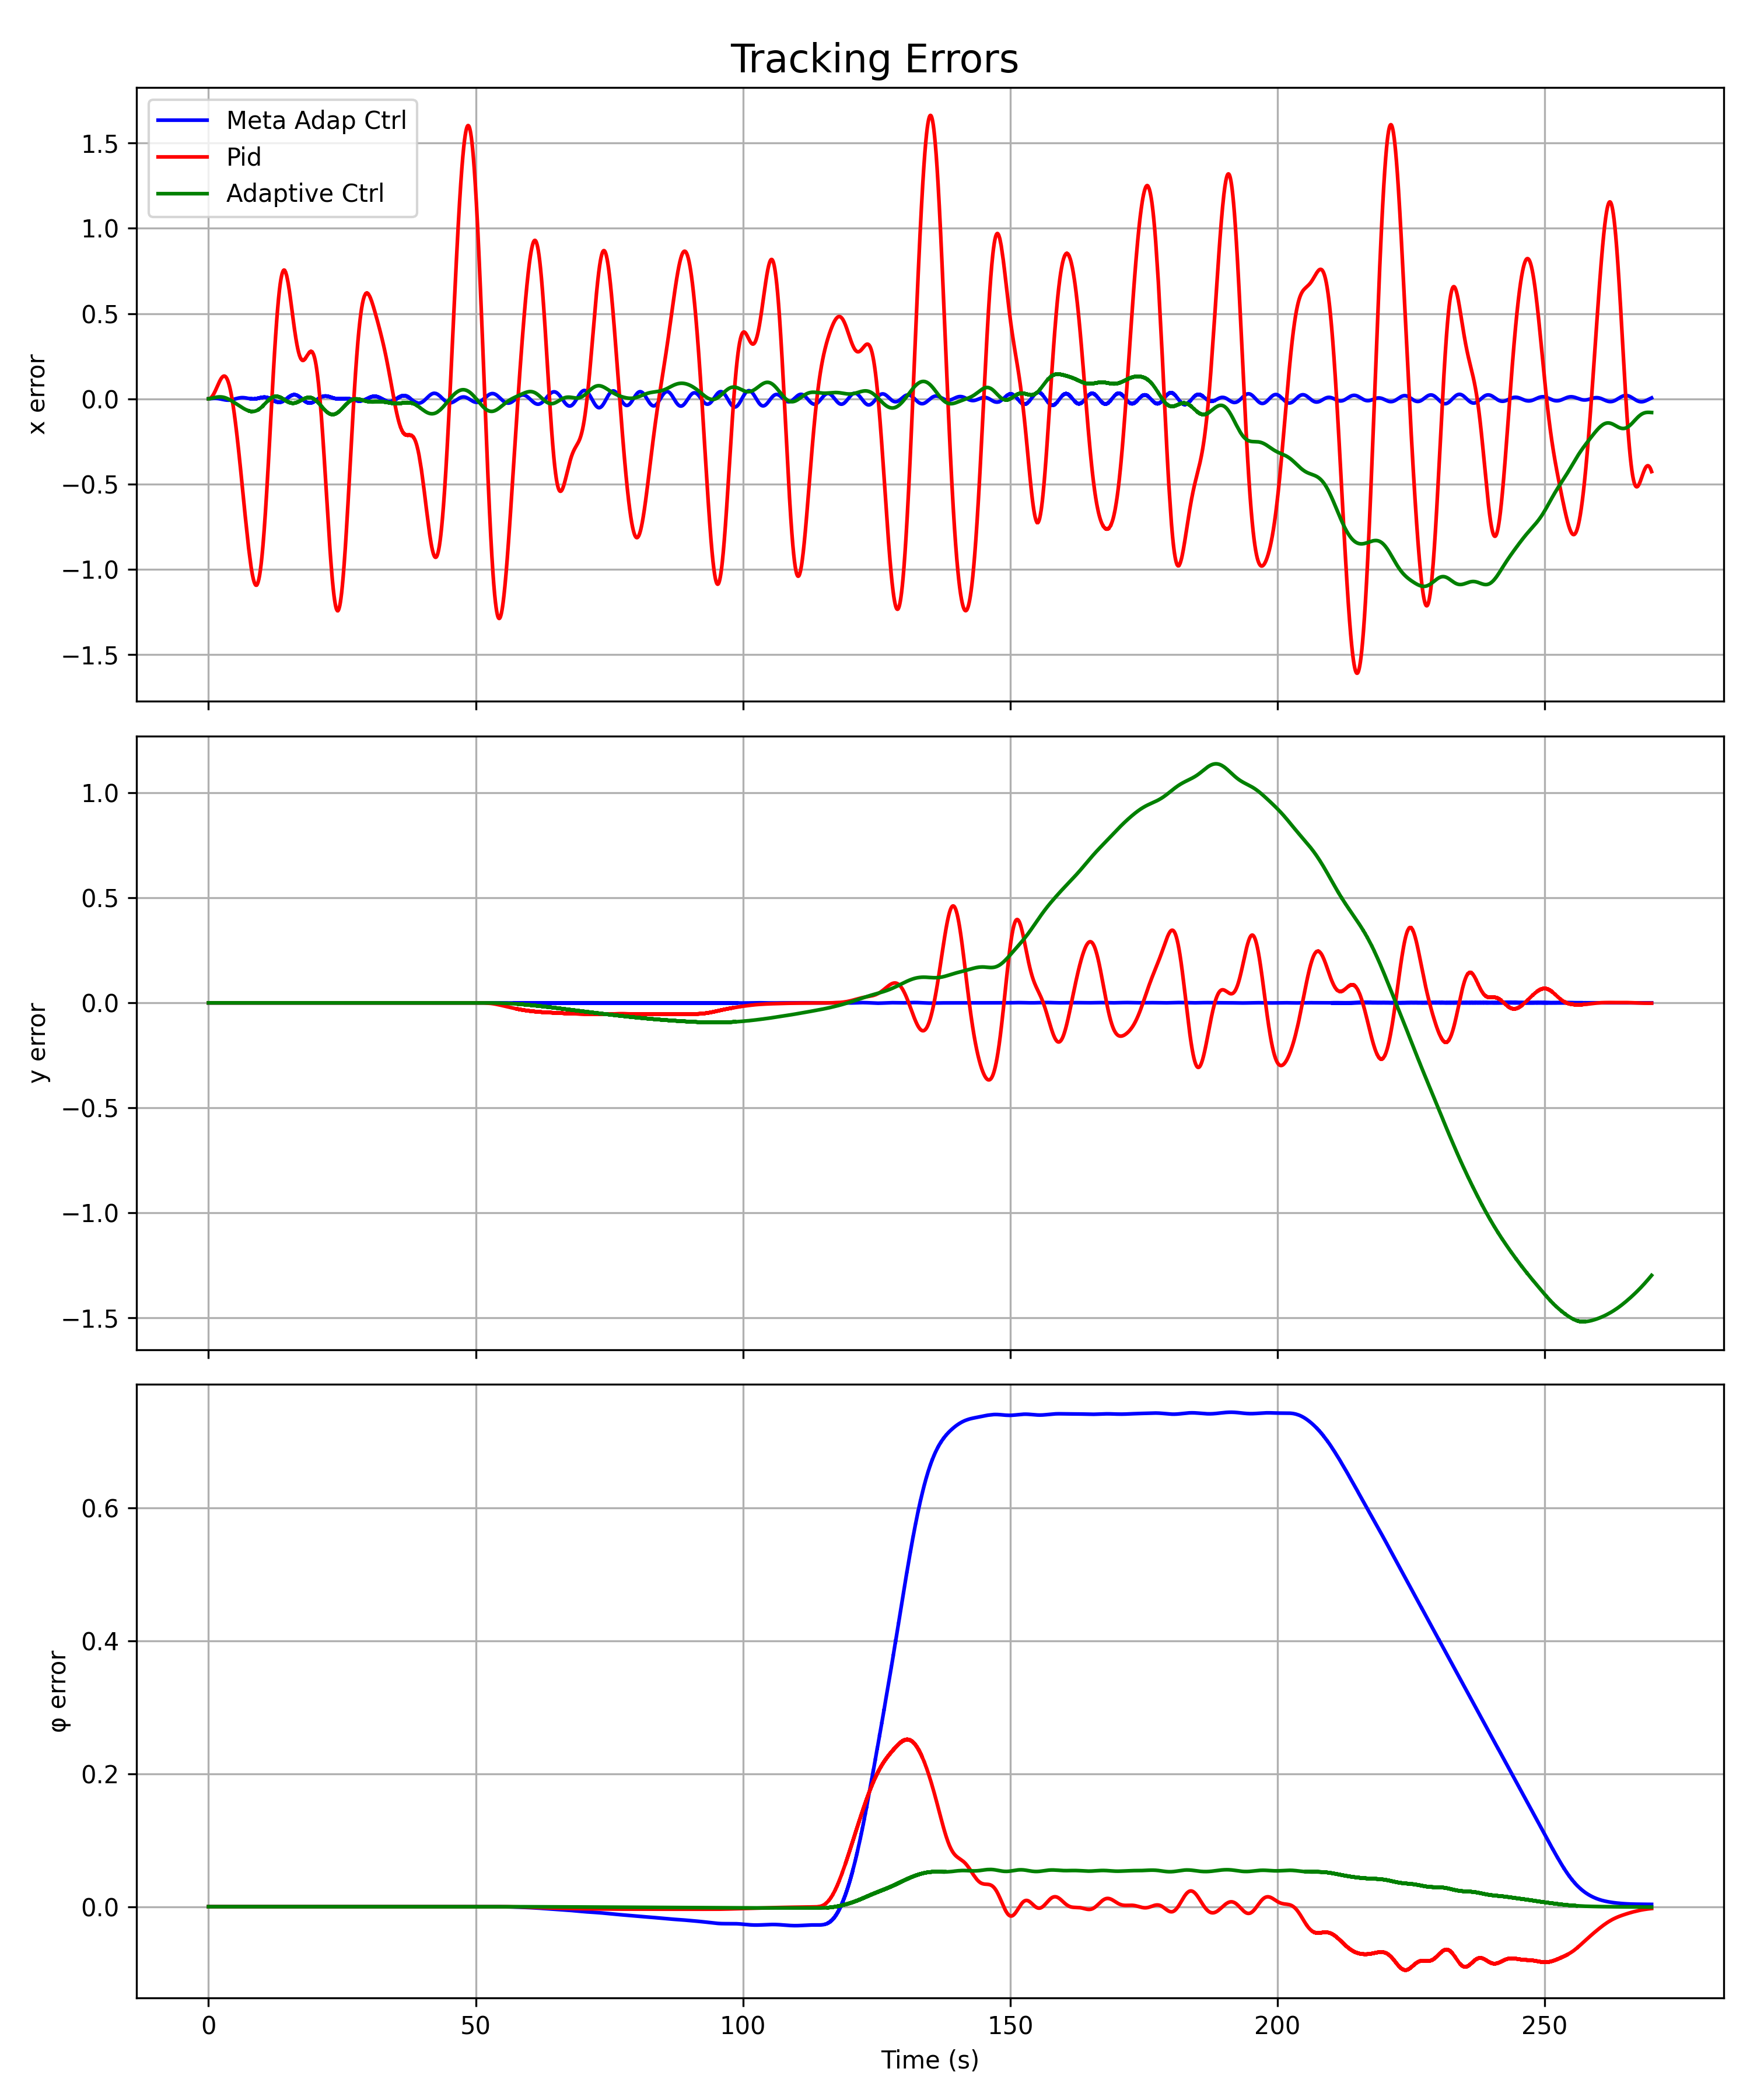 Tracking Errors
Meta Adap Ctrl
Pid
Adaptive Ctrl
1.5
1.0
0.5
0.0
−0.5
−1.0
−1.5
x error
1.0
0.5
0.0
−0.5
−1.0
−1.5
y error
0.6
0.4
0.2
0.0
φ error
0 50 100 150 200 250
Time (s)